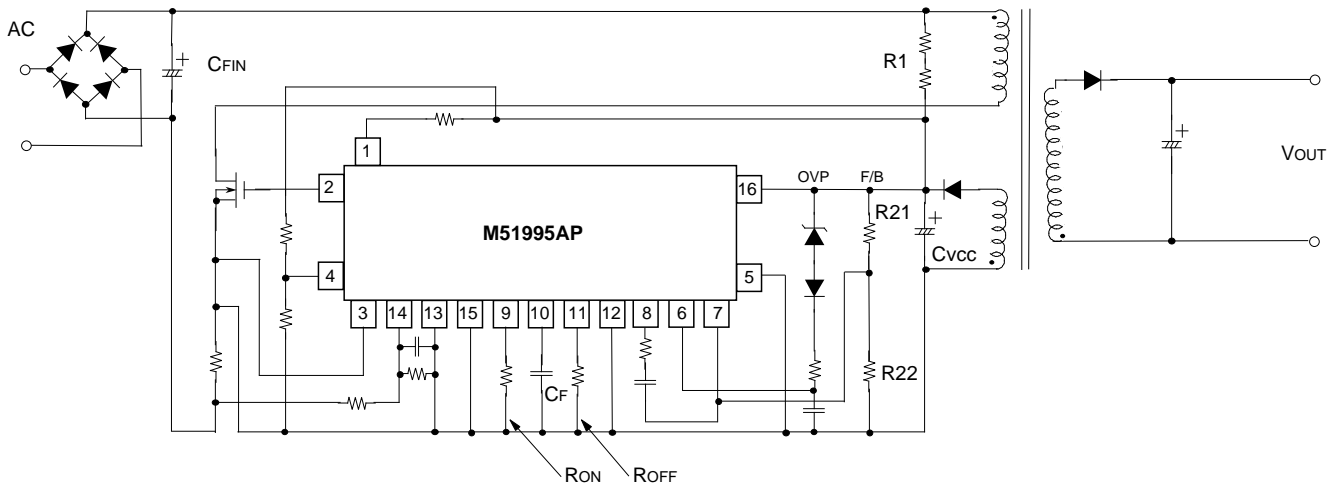 AC
CFIN
R1
1
2
16
OVP
F/B
R21
VOUT
M51995AP
CVCC
4
5
3
14
13
15
9
10
11
12
8
6
7
R22
CF
RON
ROFF